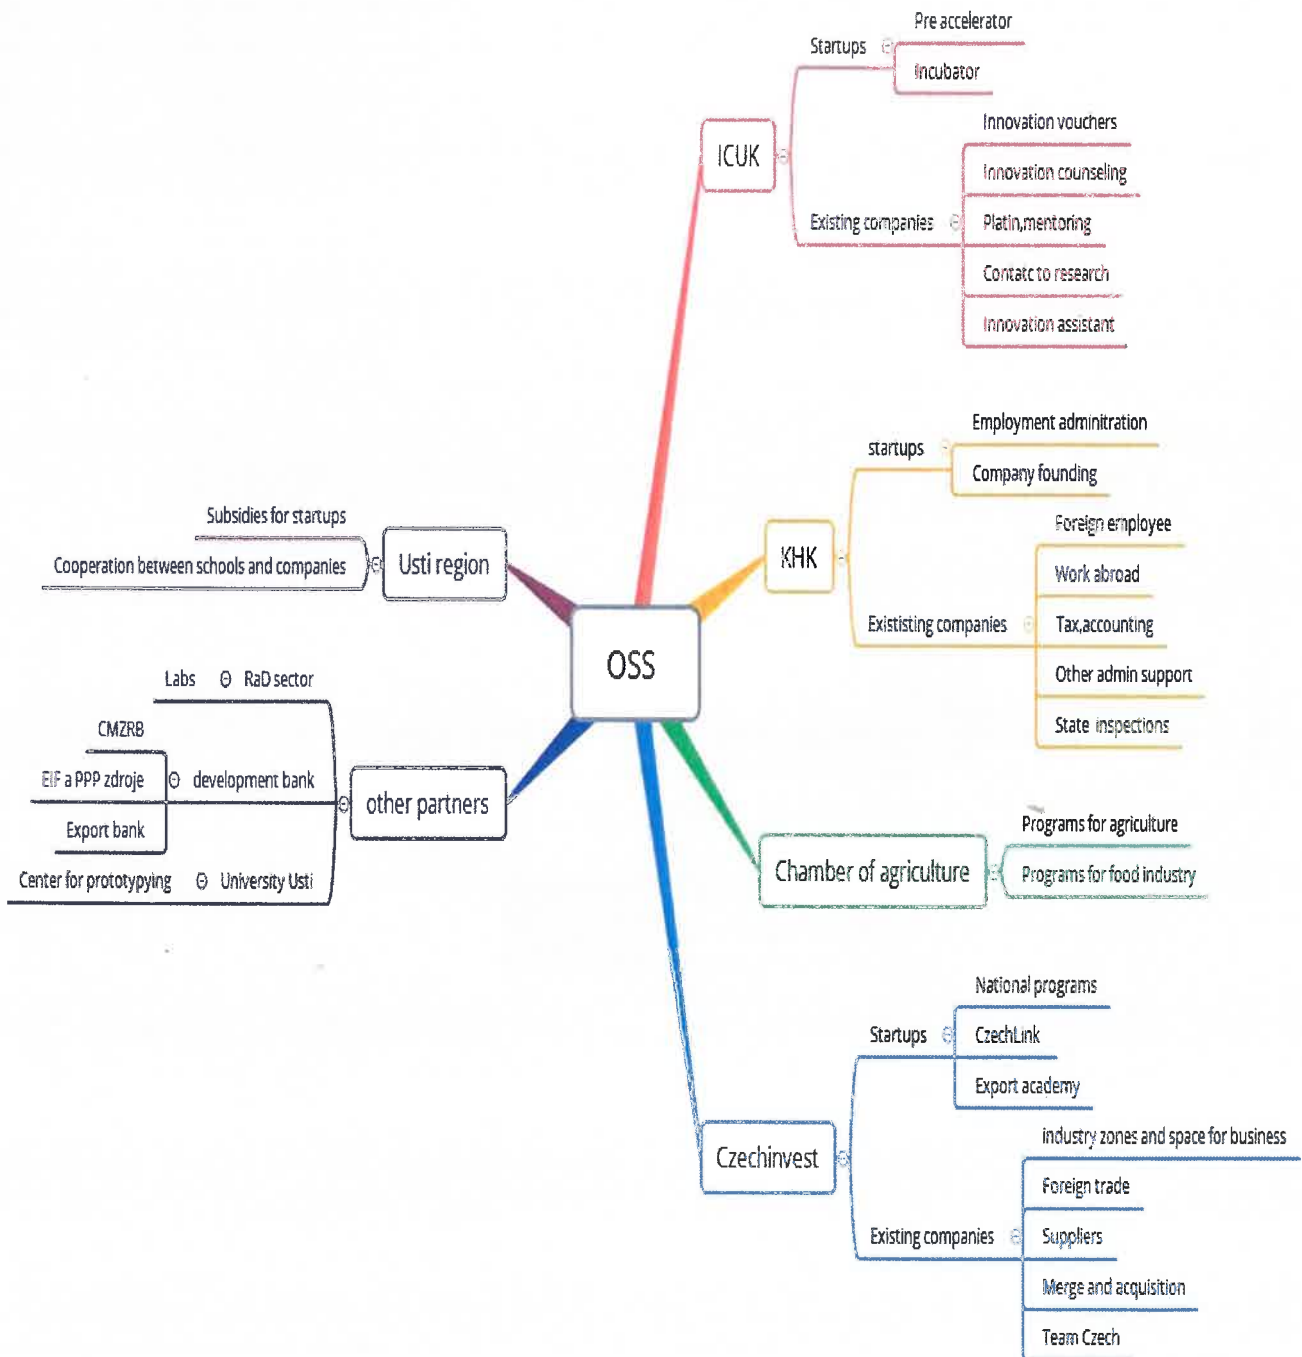 Pre accelerator
Startups
Incubator
ICUK
Innovation vouchers
Innovation counseling
Existing companies
Platin,mentoring
Contatc to research
Innovation assistant
Employment adminitration
startups
Company founding
KHK
Foreign employee
Work abroad
Exististing companies
Tax,accounting
Other admin support
State inspections
Subsidies for startups
Cooperation between schools and companies
Usti region
OSS
Labs
RaD sector
CMZRB
EIF a PPP zdroje
development bank
Export bank
other partners
Center for prototypying
University Usti
Chamber of agriculture
Programs for agriculture
Programs for food industry
National programs
Startups
CzechLink
Export academy
Czechinvest
industry zones and space for business
Foreign trade
Existing companies
Suppliers
Merge and acquisition
Team Czech